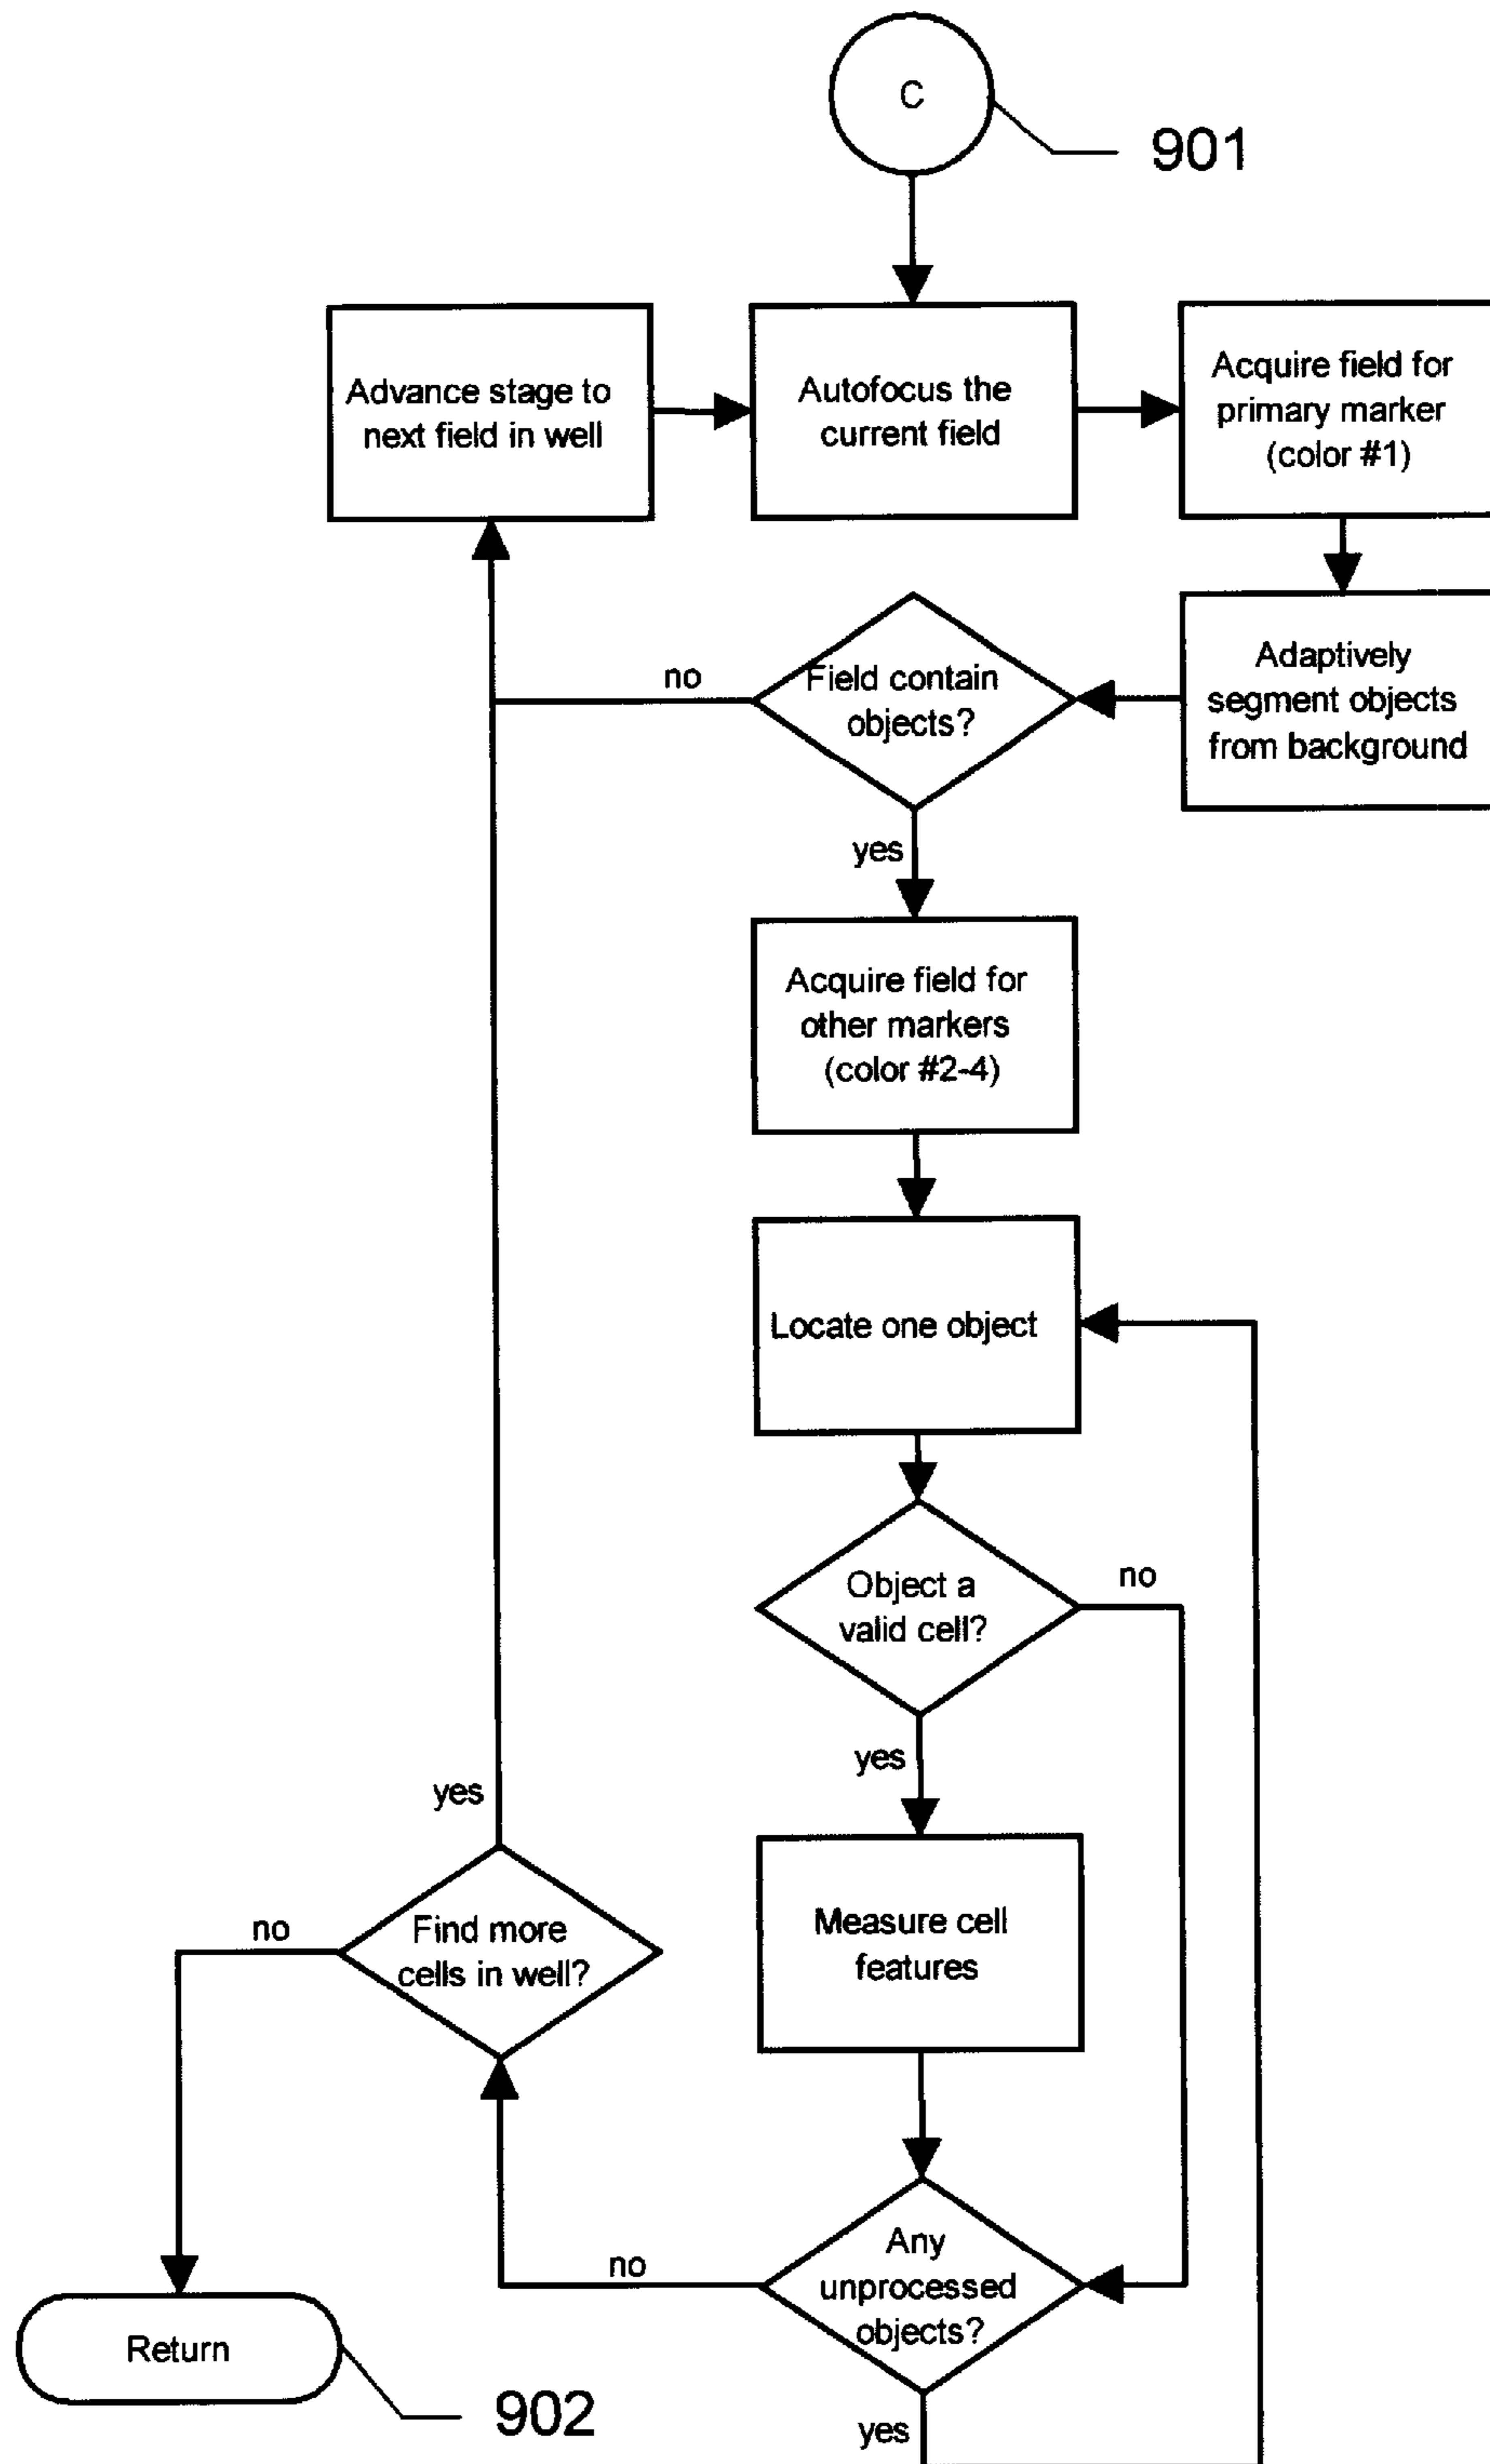 C
901
Advance stage to
next field in well
Autofocus the
current field
Acquire field for
primary marker
(color #1)
no
Field contain
objects?
Adaptively
segment objects
from background
yes
Acquire field for
other markers
(color #2-4)
Locate one object
Object a
valid cell?
no
yes
yes
Measure cell
features
no
Find more
cells in well?
no
Any
unprocessed
objects?
Return
902
yes